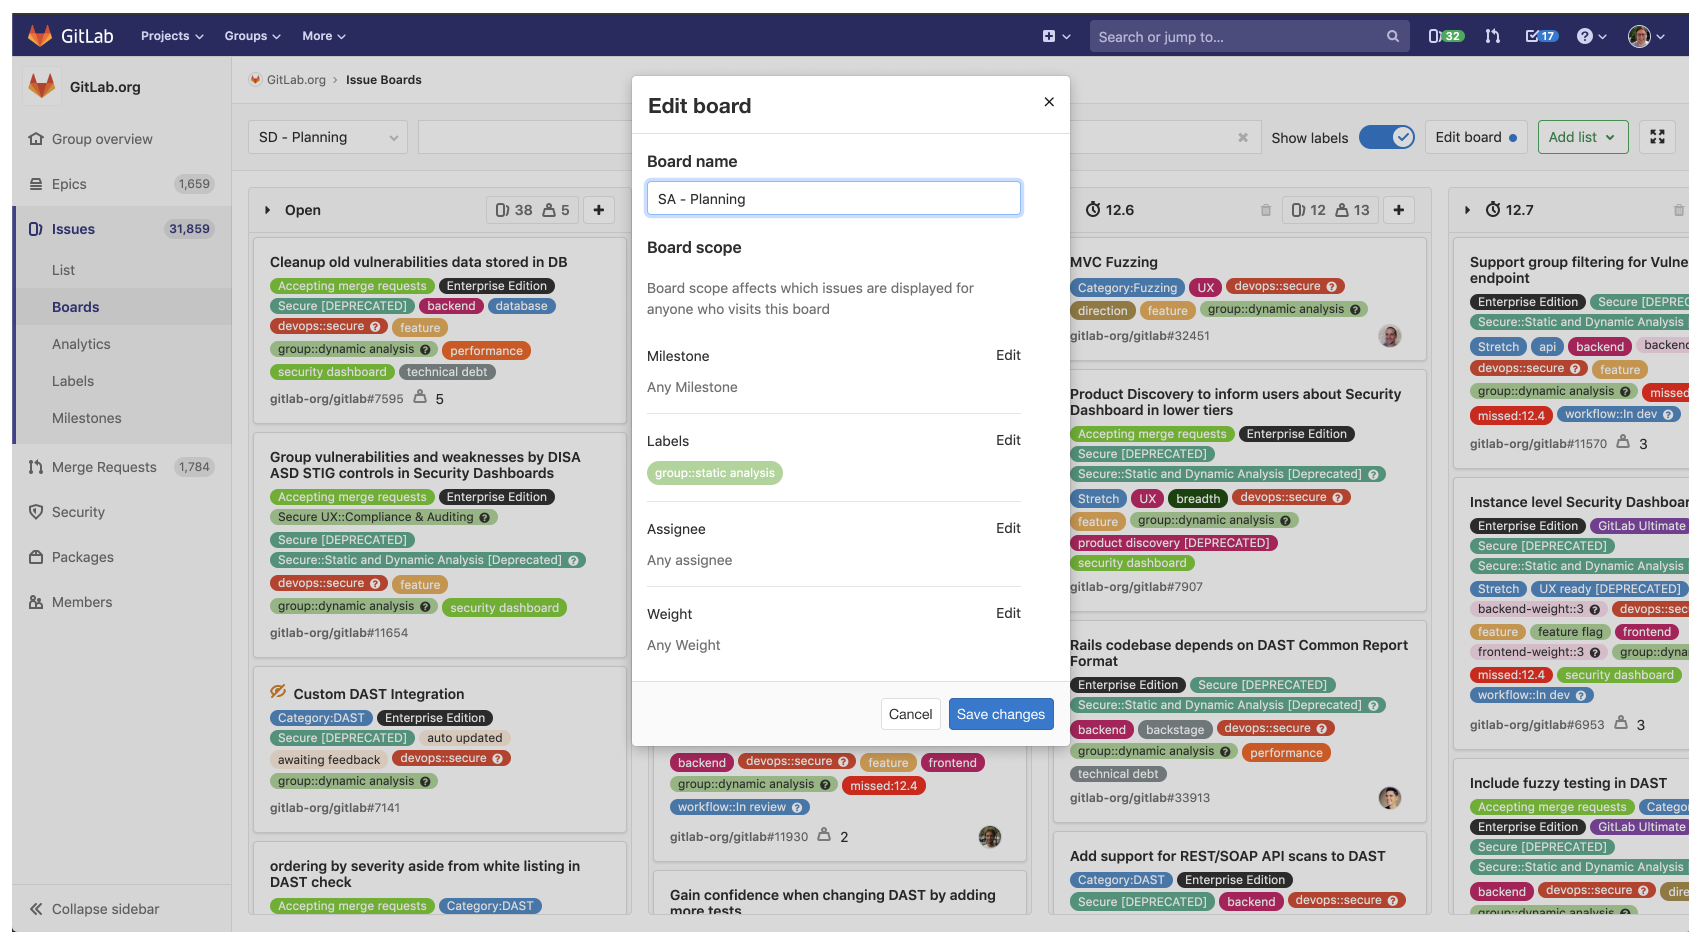 GitLab
Projects
Groups
More
Search or jump to...
32
17
GitLab.org
Group overview
Epics 1,659
Issues 31,859
List
Boards
Analytics
Labels
Milestones
Merge Requests 1,784
Security
Packages
Members
Collapse sidebar
GitLab.org › Issue Boards
SD - Planning
Show labels
Edit board
Add list
Open 38 5
Cleanup old vulnerabilities data stored in DB
Accepting merge requests Enterprise Edition
Secure [DEPRECATED] backend database
devops::secure feature
group::dynamic analysis performance
security dashboard technical debt
gitlab-org/gitlab#7595 5
Group vulnerabilities and weaknesses by DISA
ASD STIG controls in Security Dashboards
Accepting merge requests Enterprise Edition
Secure UX::Compliance & Auditing
Secure [DEPRECATED]
Secure::Static and Dynamic Analysis [Deprecated]
devops::secure feature
group::dynamic analysis security dashboard
gitlab-org/gitlab#11654
Custom DAST Integration
Category:DAST Enterprise Edition
Secure [DEPRECATED] auto updated
awaiting feedback devops::secure
group::dynamic analysis
gitlab-org/gitlab#7141
ordering by severity aside from white listing in
DAST check
Accepting merge requests Category:DAST
Edit board
Board name
SA - Planning
Board scope
Board scope affects which issues are displayed for
anyone who visits this board
Milestone Edit
Any Milestone
Labels Edit
group::static analysis
Assignee Edit
Any assignee
Weight Edit
Any Weight
Cancel Save changes
backend devops::secure feature frontend
group::dynamic analysis missed:12.4
workflow::In review
gitlab-org/gitlab#11930 2
Gain confidence when changing DAST by adding
more tests
12.6 12 13
MVC Fuzzing
Category:Fuzzing UX devops::secure
direction feature group::dynamic analysis
gitlab-org/gitlab#32451
Product Discovery to inform users about Security
Dashboard in lower tiers
Accepting merge requests Enterprise Edition
Secure [DEPRECATED]
Secure::Static and Dynamic Analysis [Deprecated]
Stretch UX breadth devops::secure
feature group::dynamic analysis
product discovery [DEPRECATED]
security dashboard
gitlab-org/gitlab#7907
Rails codebase depends on DAST Common Report
Format
Enterprise Edition Secure [DEPRECATED]
Secure::Static and Dynamic Analysis [Deprecated]
backend backstage devops::secure
group::dynamic analysis performance
technical debt
gitlab-org/gitlab#33913
Add support for REST/SOAP API scans to DAST
Category:DAST Enterprise Edition
Secure [DEPRECATED] backend devops::secure
12.7
Support group filtering for Vulne
endpoint
Enterprise Edition Secure [DEPREC
Secure::Static and Dynamic Analysis
Stretch api backend backend
devops::secure feature
group::dynamic analysis missed
missed:12.4 workflow::In dev
gitlab-org/gitlab#11570 3
Instance level Security Dashboar
Enterprise Edition GitLab Ultimate
Secure [DEPRECATED]
Secure::Static and Dynamic Analysis
Stretch UX ready [DEPRECATED]
backend-weight::3 devops::sec
feature feature flag frontend
frontend-weight::3 group::dyna
missed:12.4 security dashboard
workflow::In dev
gitlab-org/gitlab#6953 3
Include fuzzy testing in DAST
Accepting merge requests Catego
Enterprise Edition GitLab Ultimate
Secure [DEPRECATED]
Secure::Static and Dynamic Analysis
backend devops::secure dire
group::dynamic analysis